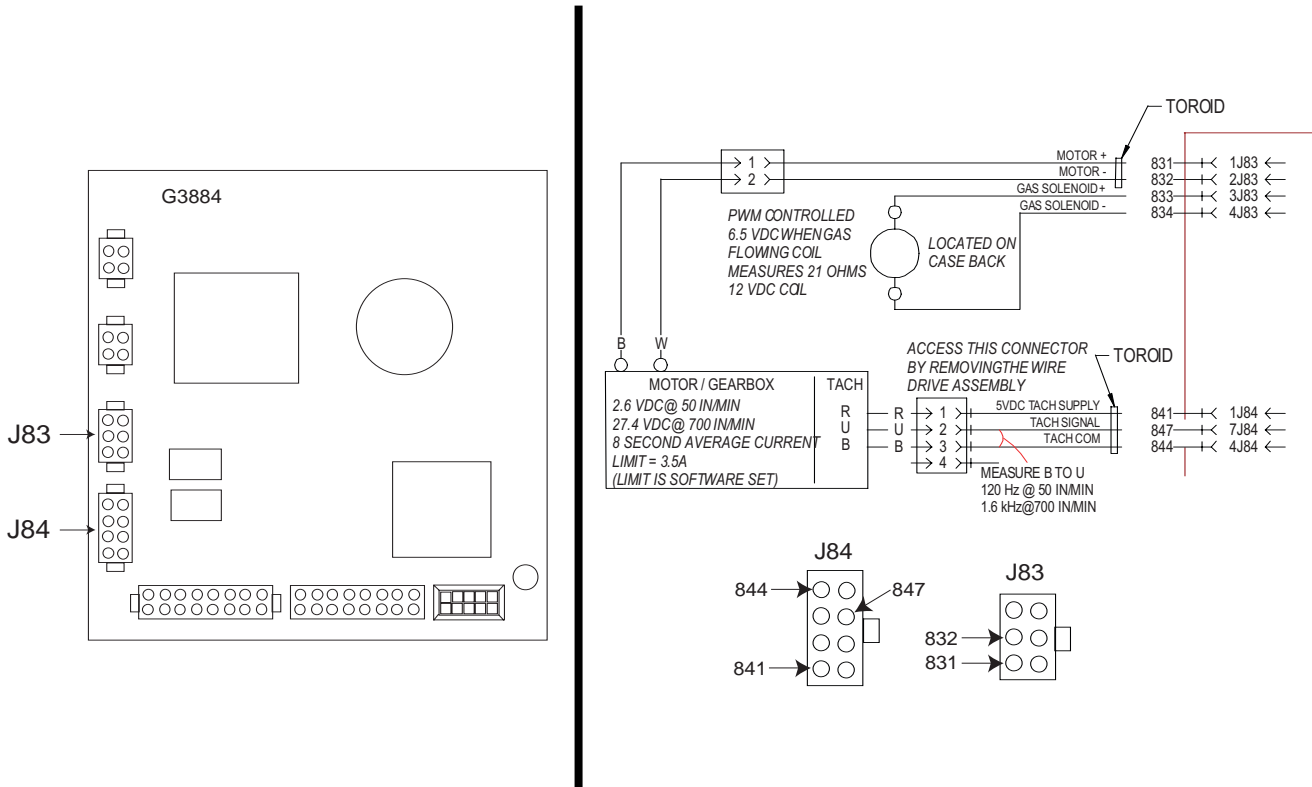 G3884
J83
J84
TOROID
1
2
MOTOR +
MOTOR -
GAS SOLENOID+
GAS SOLENOID -
831
832
833
834
1J83
2J83
3J83
4J83
PWM CONTROLLED
6.5 VDC WHEN GAS
FLOWING COIL
MEASURES 21 OHMS
12 VDC COIL
LOCATED ON
CASE BACK
B
W
ACCESS THIS CONNECTOR
BY REMOVING THE WIRE
DRIVE ASSEMBLY
TOROID
MOTOR / GEARBOX
2.6 VDC@ 50 IN/MIN
27.4 VDC@ 700 IN/MIN
8 SECOND AVERAGE CURRENT
LIMIT = 3.5A
(LIMIT IS SOFTWARE SET)
TACH
R
U
B
R
U
B
1
2
3
4
5VDC TACH SUPPLY
TACH SIGNAL
TACH COM
841
847
844
1J84
7J84
4J84
MEASURE B TO U
120 Hz @ 50 IN/MIN
1.6 kHz@700 IN/MIN
J84
844
847
841
J83
832
831